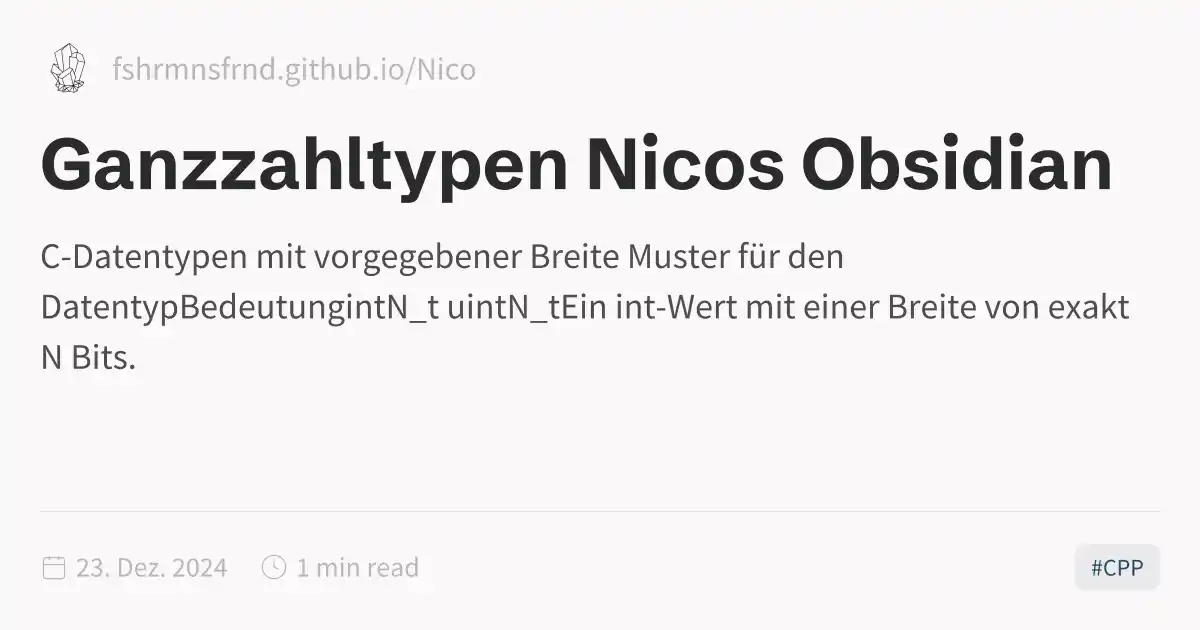 fshrmnsfrnd.github.io/Nico
Ganzzahltypen Nicos Obsidian
C-Datentypen mit vorgegebener Breite Muster für den
DatentypBedeutungintN_t uintN_tEin int-Wert mit einer Breite von exakt
N Bits.
23. Dez. 2024 1 min read
#CPP